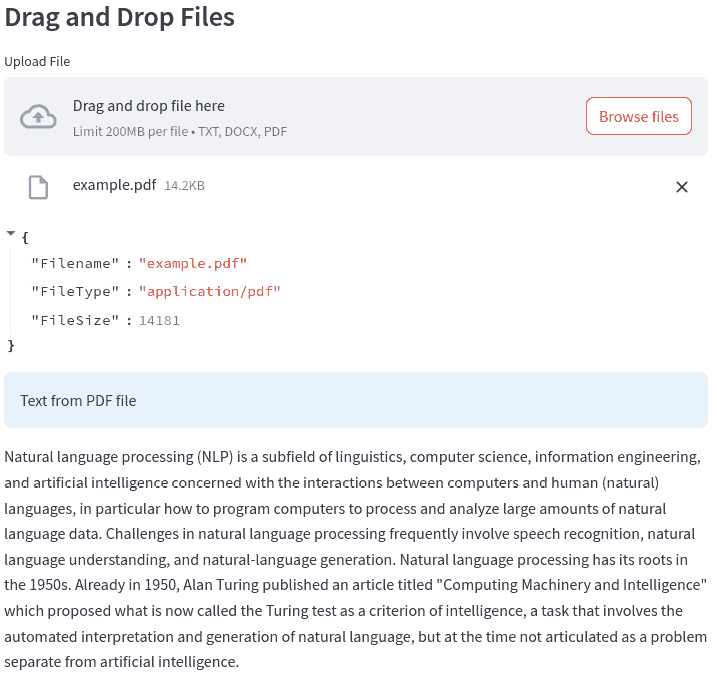 Drag and Drop Files
Upload File
Drag and drop file here
Limit 200MB per file • TXT, DOCX, PDF
Browse files
example.pdf 14.2KB
{
"Filename" : "example.pdf"
"FileType" : "application/pdf"
"FileSize" : 14181
}
Text from PDF file
Natural language processing (NLP) is a subfield of linguistics, computer science, information engineering,
and artificial intelligence concerned with the interactions between computers and human (natural)
languages, in particular how to program computers to process and analyze large amounts of natural
language data. Challenges in natural language processing frequently involve speech recognition, natural
language understanding, and natural-language generation. Natural language processing has its roots in
the 1950s. Already in 1950, Alan Turing published an article titled "Computing Machinery and Intelligence"
which proposed what is now called the Turing test as a criterion of intelligence, a task that involves the
automated interpretation and generation of natural language, but at the time not articulated as a problem
separate from artificial intelligence.